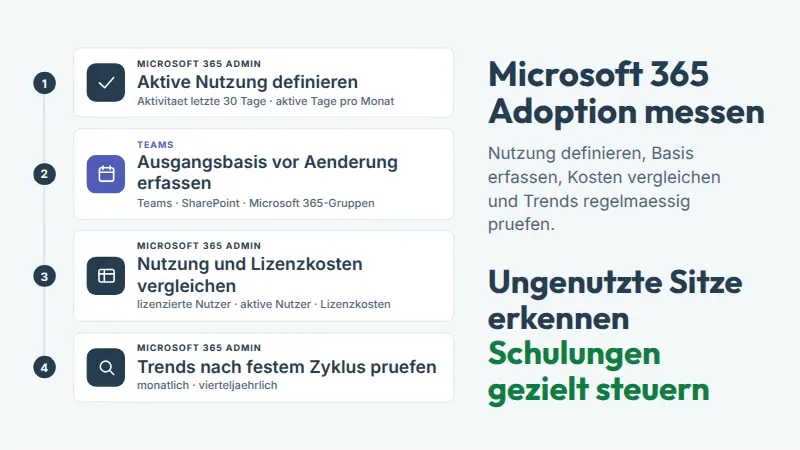 1
MICROSOFT 365 ADMIN
Aktive Nutzung definieren
Aktivitaet letzte 30 Tage · aktive Tage pro Monat
2
TEAMS
Ausgangsbasis vor Aenderung
erfassen
Teams · SharePoint · Microsoft 365-Gruppen
3
MICROSOFT 365 ADMIN
Nutzung und Lizenzkosten
vergleichen
lizenzierte Nutzer · aktive Nutzer · Lizenzkosten
4
MICROSOFT 365 ADMIN
Trends nach festem Zyklus pruefen
monatlich · vierteljaehrlich
Microsoft 365
Adoption messen
Nutzung definieren, Basis
erfassen, Kosten vergleichen
und Trends regelmaessig
pruefen.
Ungenutzte Sitze
erkennen
Schulungen
gezielt steuern